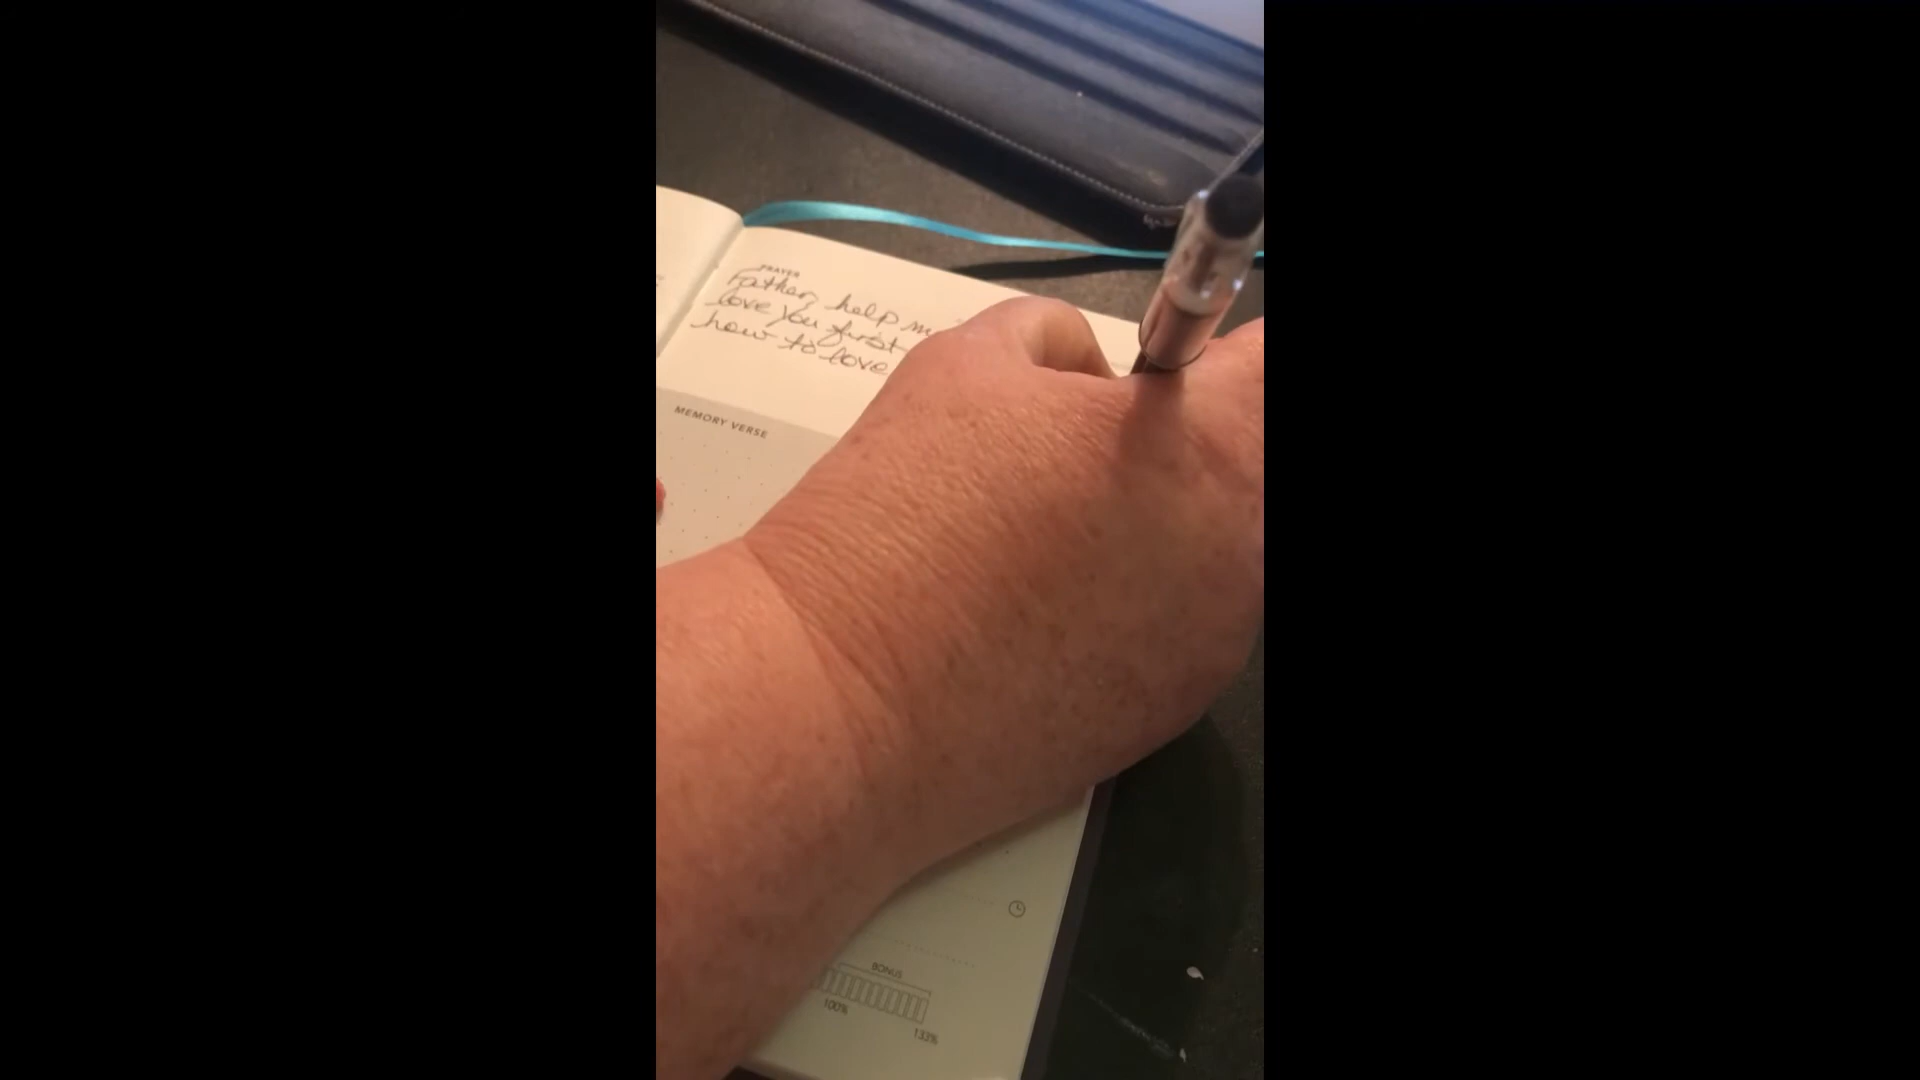 PRAYER
Father, help me
love you first
how to love
MEMORY VERSE
BONUS
100%
133%